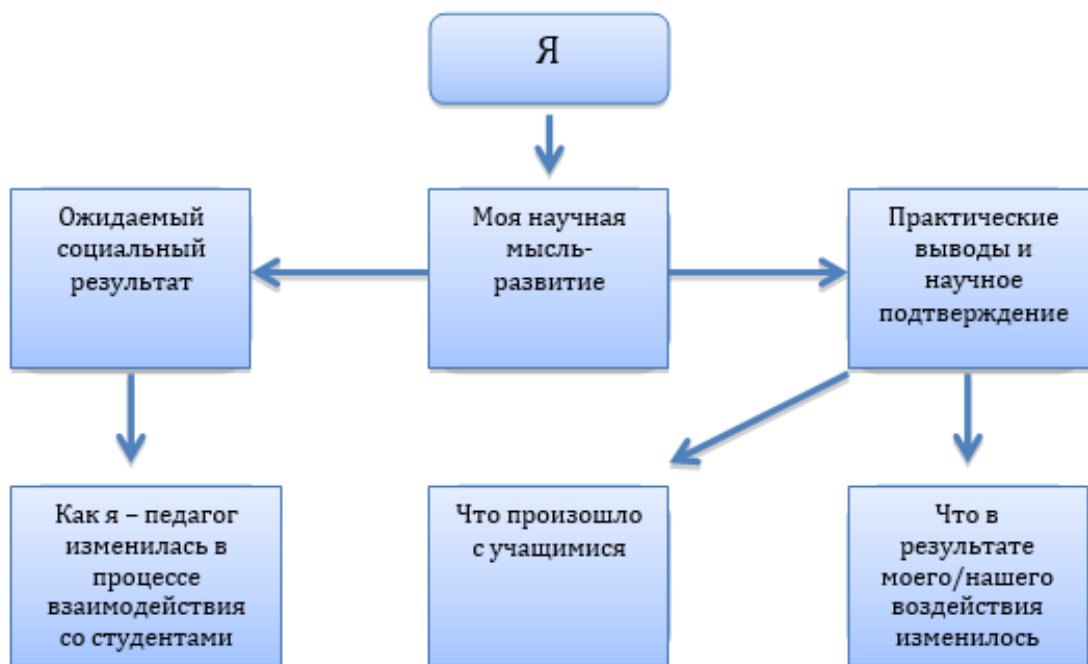 Я
Ожидаемый
социальный
результат
Моя научная
мысль-
развитие
Практические
выводы и
научное
подтверждение
Как я – педагог
изменилась в
процессе
взаимодействия
со студентами
Что произошло
с учащимися
Что в
результате
моего/нашего
воздействия
изменилось